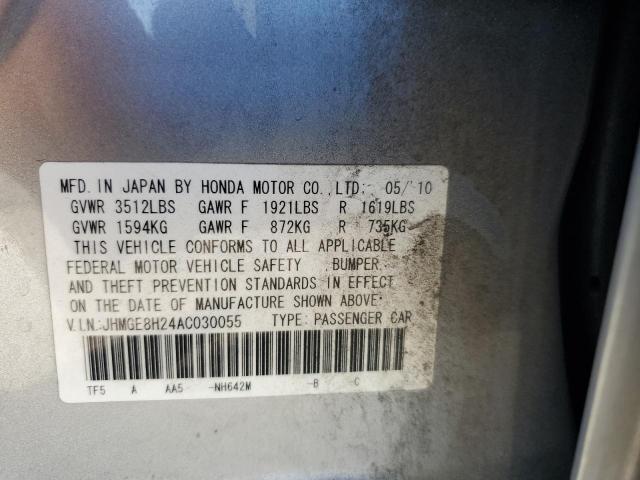 MFD. IN JAPAN BY HONDA MOTOR CO., LTD. 05/10
GVWR 3512LBS GAWR F 1921LBS R 1619LBS
GVWR 1594KG GAWR F 872KG R 735KG
THIS VEHICLE CONFORMS TO ALL APPLICABLE
FEDERAL MOTOR VEHICLE SAFETY, BUMPER,
AND THEFT PREVENTION STANDARDS IN EFFECT
ON THE DATE OF MANUFACTURE SHOWN ABOVE.
V.I.N.:JHMGE8H24AC030055 TYPE: PASSENGER CAR
TF5 A AA5 -NH642M -B -C